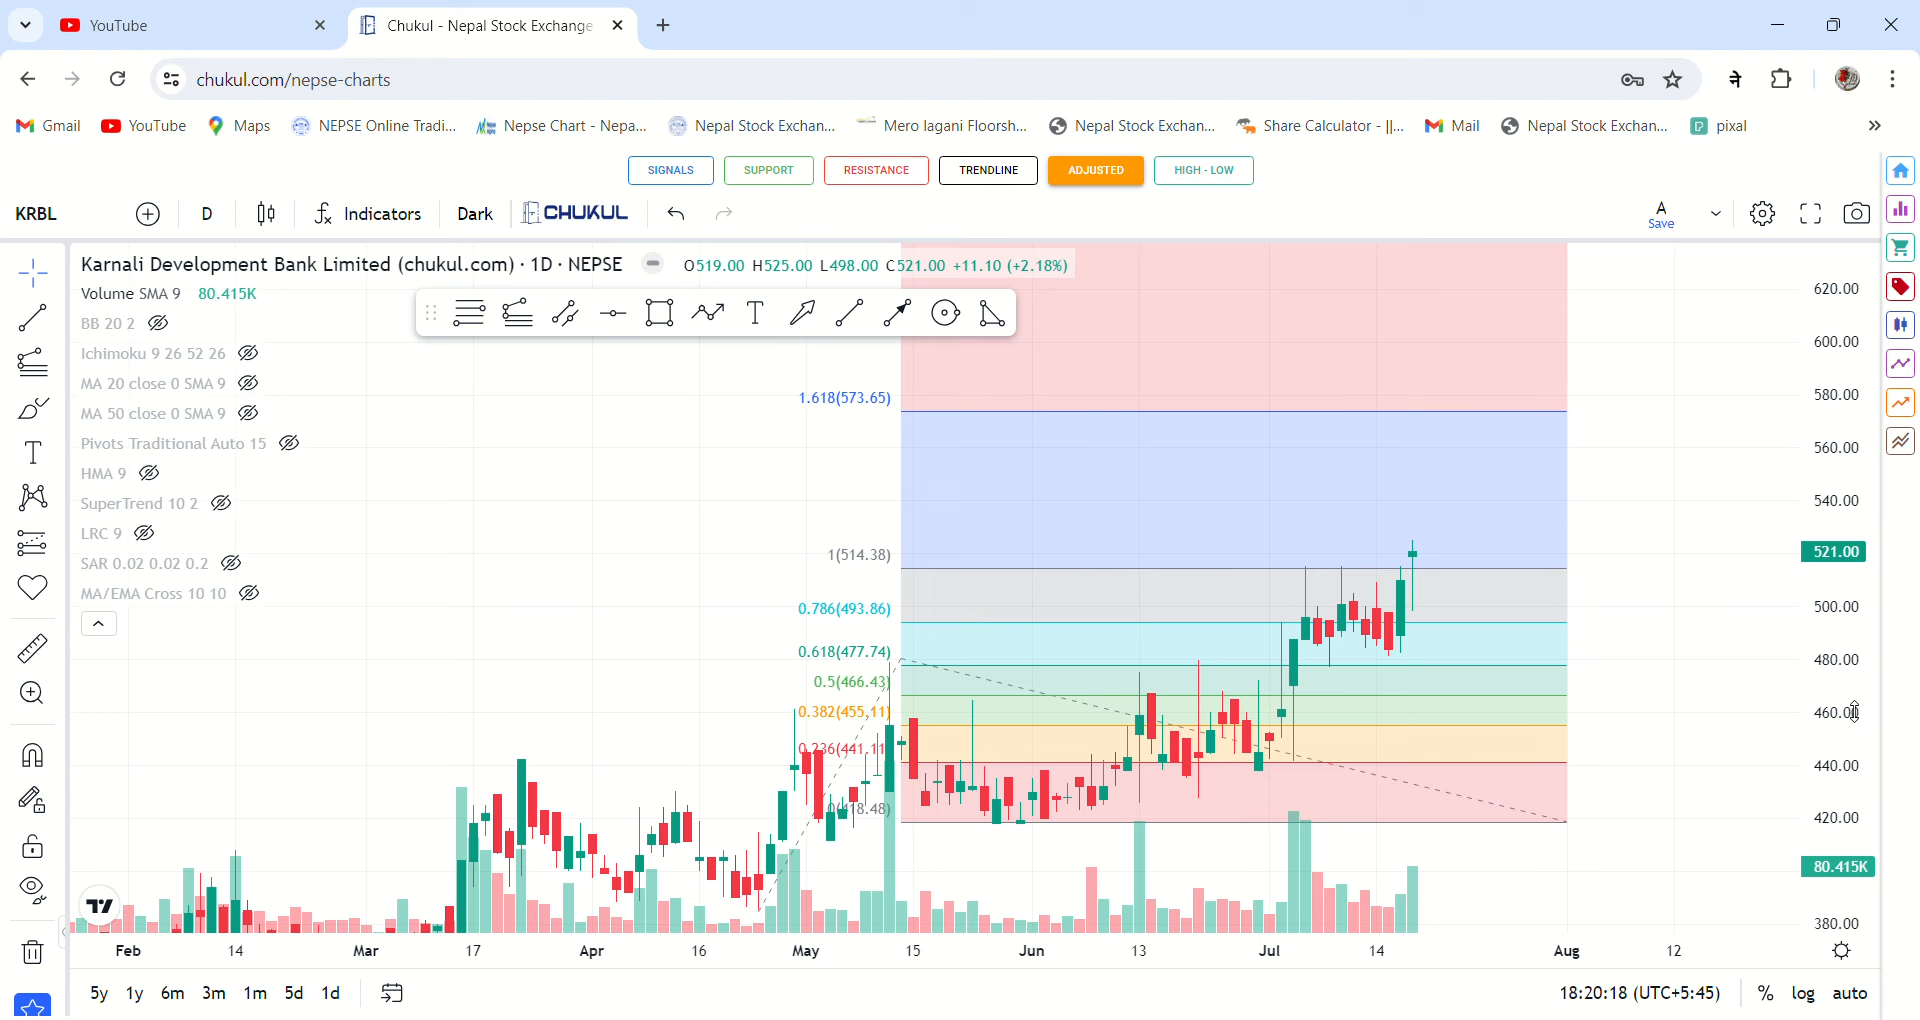 YouTube
Chukul - Nepal Stock Exchange
chukul.com/nepse-charts
ने
Gmail YouTube Maps NEPSE Online Tradi... Nepse Chart - Nepa... Nepal Stock Exchan... Mero lagani Floorsh... Nepal Stock Exchan... Share Calculator - ||... Mail Nepal Stock Exchan... pixal
SIGNALS SUPPORT RESISTANCE TRENDLINE ADJUSTED HIGH - LOW
KRBL D Indicators Dark CHUKUL A
Save
Karnali Development Bank Limited (chukul.com) · 1D · NEPSE O519.00 H525.00 L498.00 C521.00 +11.10 (+2.18%)
Volume SMA 9 80.415K
BB 20 2
Ichimoku 9 26 52 26
MA 20 close 0 SMA 9
MA 50 close 0 SMA 9
Pivots Traditional Auto 15
HMA 9
SuperTrend 10 2
LRC 9
SAR 0.02 0.02 0.2
MA/EMA Cross 10 10
1.618(573.65)
1(514.38)
0.786(493.86)
0.618(477.74)
0.5(466.43)
0.382(455.11)
0.236(441.11)
0(418.48)
620.00
600.00
580.00
560.00
540.00
521.00
500.00
480.00
460.00
440.00
420.00
80.415K
380.00
Feb 14 Mar 17 Apr 16 May 15 Jun 13 Jul 14 Aug 12
5y 1y 6m 3m 1m 5d 1d 18:20:18 (UTC+5:45) % log auto